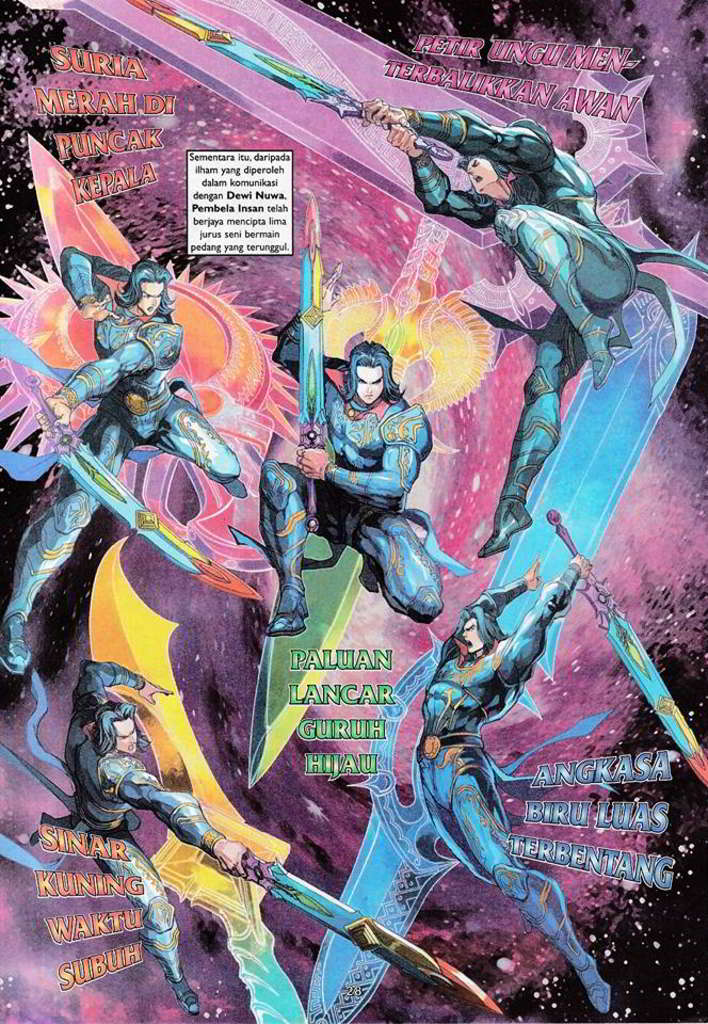 SURIA
MERAH DI
PUNCAK
KEPALA
PETIR UNGU MEN-
TERBALIKKAN AWAN
Sementara itu, daripada
ilham yang diperoleh
dalam komunikasi
dengan Dewi Nuwa,
Pembela Insan telah
berjaya mencipta lima
jurus seni bermain
pedang yang terunggul.
PALUAN
LANCAR
GURUH
HIJAU
ANGKASA
BIRU LUAS
TERBENTANG
SINAR
KUNING
WAKTU
SUBUH
28